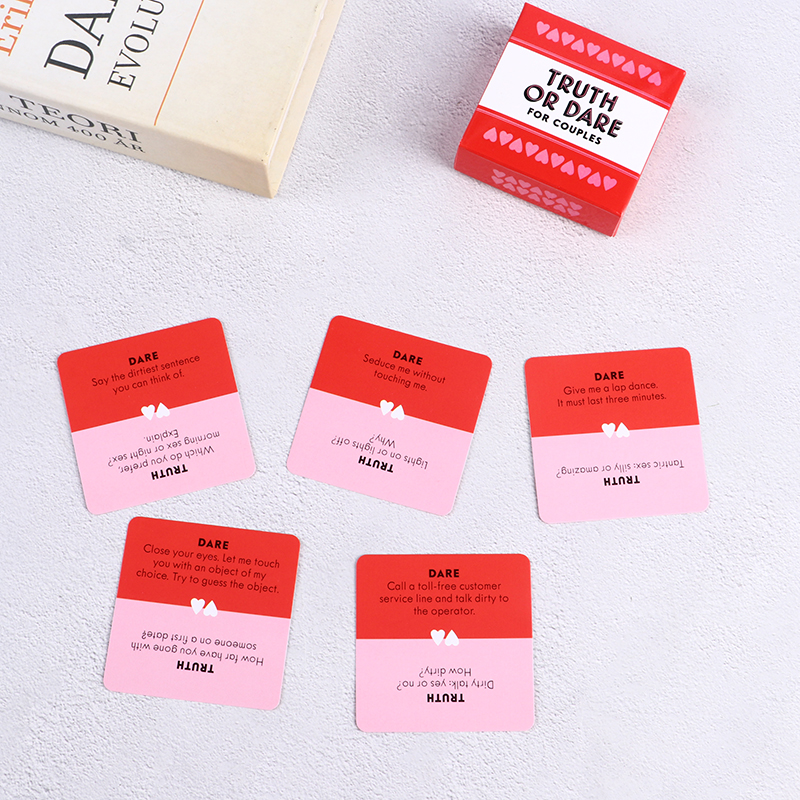 Eri
DA
EVOLU
TEORI
NNOM 400 ÅR
TRUTH
OR DARE
FOR COUPLES
DARE
Say the dirtiest sentence
you can think of.
TRUTH
Which do you prefer,
morning sex or night sex?
Explain.
DARE
Seduce me without
touching me.
TRUTH
Lights on or lights off?
Why?
DARE
Give me a lap dance.
It must last three minutes.
TRUTH
Tantric sex: silly or amazing?
DARE
Close your eyes. Let me touch
you with an object of my
choice. Try to guess the object.
TRUTH
How far have you gone with
someone on a first date?
DARE
Call a toll-free customer
service line and talk dirty to
the operator.
TRUTH
Dirty talk: yes or no?
How dirty?